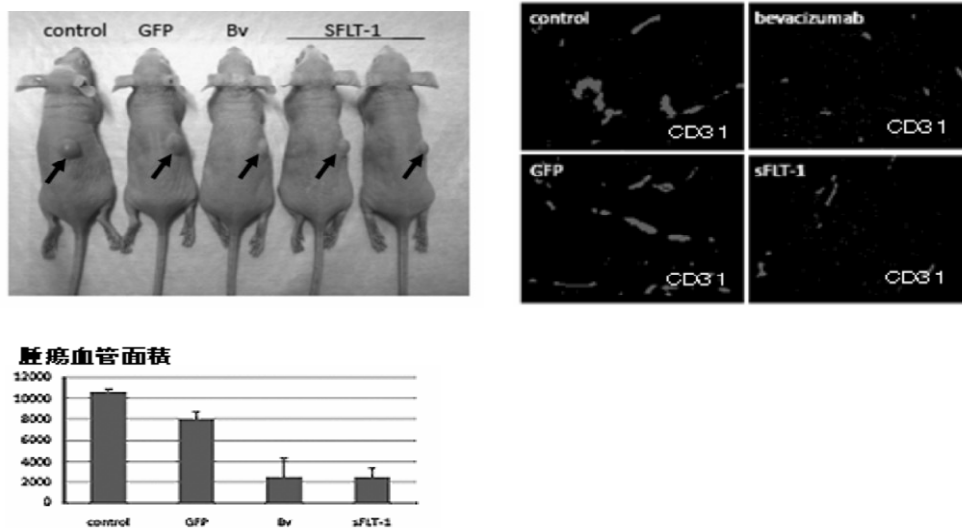 control GFP Bv SFLT-1
control
CD31
bevacizumab
CD31
GFP
CD31
sFLT-1
CD31
腫瘍血管面積
12000
10000
8000
6000
4000
2000
0
control GFP Bv sFLT-1